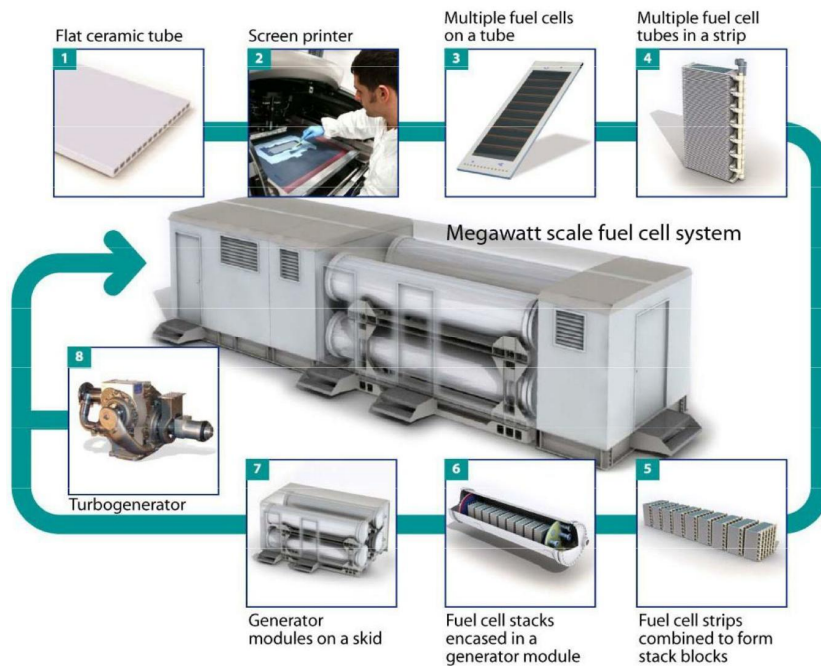 Flat ceramic tube
1
Screen printer
2
Multiple fuel cells
on a tube
3
Multiple fuel cell
tubes in a strip
4
Megawatt scale fuel cell system
8
Turbogenerator
7
Generator
modules on a skid
6
Fuel cell stacks
encased in a
generator module
5
Fuel cell strips
combined to form
stack blocks